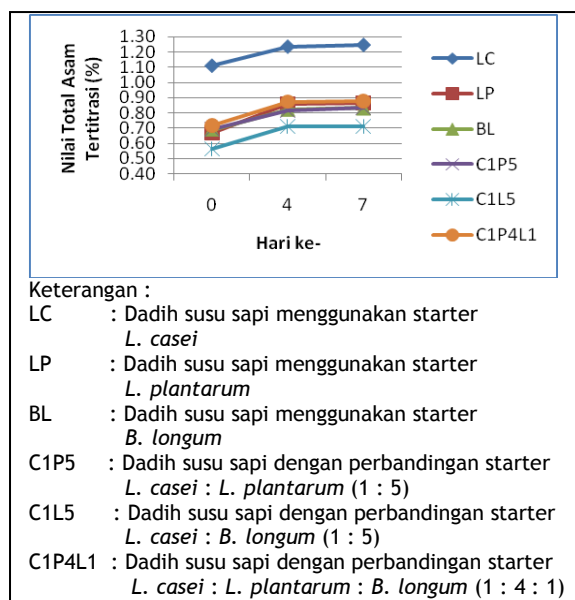 Nilai Total Asam
Tertitrasi (%)
1.30
1.20
1.10
1.00
0.90
0.80
0.70
0.60
0.50
0.40
0 4 7
Hari ke-
LC
LP
BL
C1P5
C1L5
C1P4L1
Keterangan :
LC : Dadih susu sapi menggunakan starter
L. casei
LP : Dadih susu sapi menggunakan starter
L. plantarum
BL : Dadih susu sapi menggunakan starter
B. longum
C1P5 : Dadih susu sapi dengan perbandingan starter
L. casei : L. plantarum (1 : 5)
C1L5 : Dadih susu sapi dengan perbandingan starter
L. casei : B. longum (1 : 5)
C1P4L1 : Dadih susu sapi dengan perbandingan starter
L. casei : L. plantarum : B. longum (1 : 4 : 1)